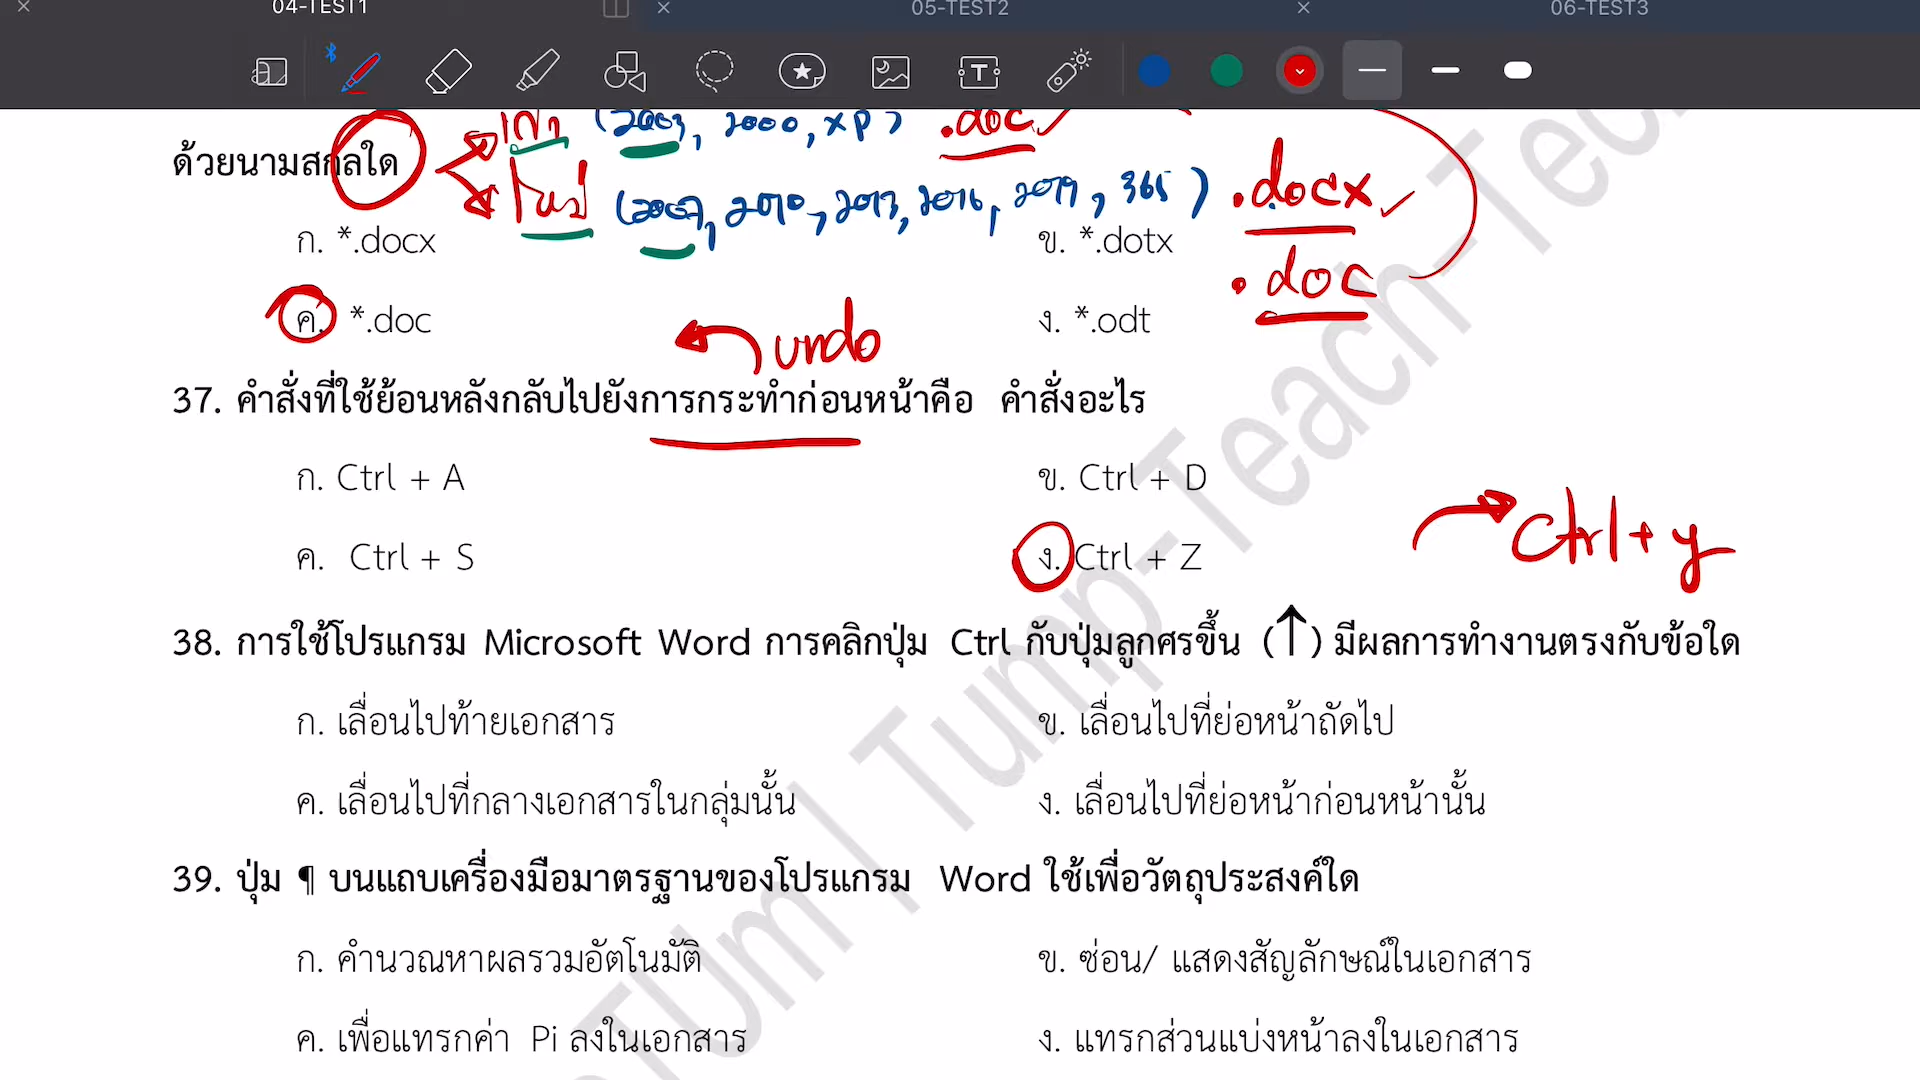 04-TEST1 05-TEST2 06-TEST3
เก่า (2003, 2000, xp) .doc
ด้วยนามสกุลใด
ใหม่ (2007, 2010, 2013, 2016, 2019, 365) .docx
ก. *.docx ข. *.dotx
.doc
ค. *.doc ง. *.odt
undo
37. คำสั่งที่ใช้ย้อนหลังกลับไปยังการกระทำก่อนหน้าคือ คำสั่งอะไร
ก. Ctrl + A ข. Ctrl + D
ค. Ctrl + S ง. Ctrl + Z
Ctrl+y
38. การใช้โปรแกรม Microsoft Word การคลิกปุ่ม Ctrl กับปุ่มลูกศรขึ้น (↑) มีผลการทำงานตรงกับข้อใด
ก. เลื่อนไปท้ายเอกสาร ข. เลื่อนไปที่ย่อหน้าถัดไป
ค. เลื่อนไปที่กลางเอกสารในกลุ่มนั้น ง. เลื่อนไปที่ย่อหน้าก่อนหน้านั้น
39. ปุ่ม ¶ บนแถบเครื่องมือมาตรฐานของโปรแกรม Word ใช้เพื่อวัตถุประสงค์ใด
ก. คำนวณหาผลรวมอัตโนมัติ ข. ซ่อน/ แสดงสัญลักษณ์ในเอกสาร
ค. เพื่อแทรกค่า Pi ลงในเอกสาร ง. แทรกส่วนแบ่งหน้าลงในเอกสาร
Tump-Teach-Tec